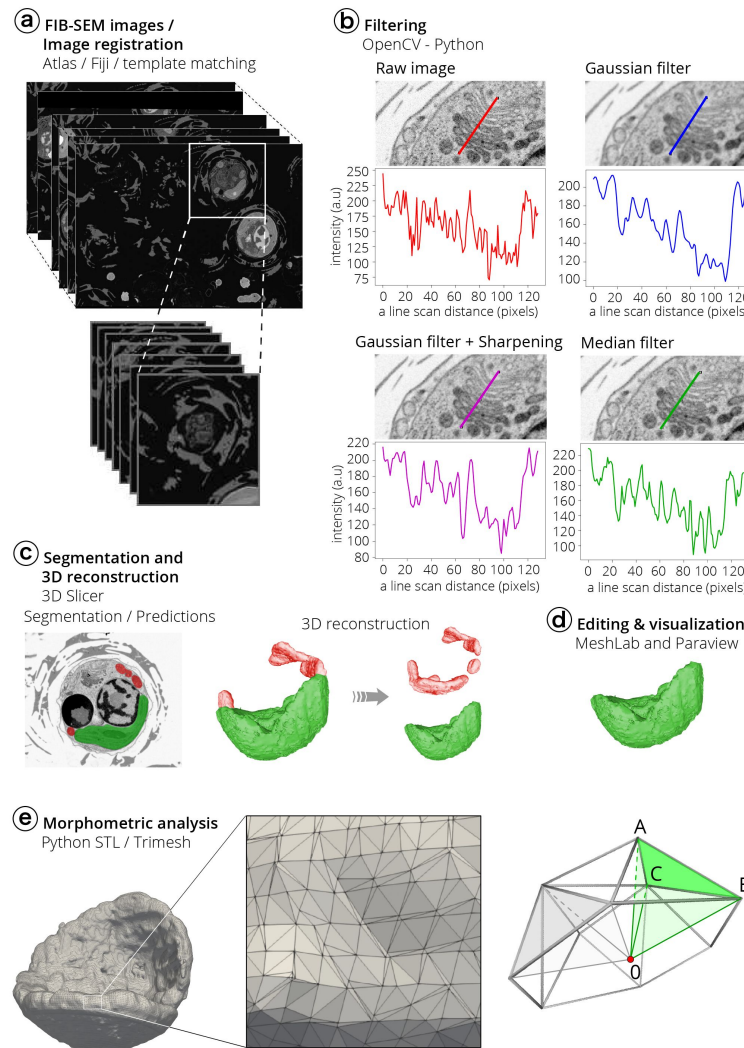 a FIB-SEM images /
Image registration
Atlas / Fiji / template matching
b Filtering
OpenCV - Python
Raw image
Gaussian filter
250
225
200
175
150
125
100
75
intensity (a.u)
0 20 40 60 80 100 120
a line scan distance (pixels)
200
180
160
140
120
100
0 20 40 60 80 100 120
a line scan distance (pixels)
Gaussian filter + Sharpening
Median filter
220
200
180
160
140
120
100
80
intensity (a.u)
0 20 40 60 80 100 120
a line scan distance (pixels)
220
200
180
160
140
120
100
0 20 40 60 80 100 120
a line scan distance (pixels)
c Segmentation and
3D reconstruction
3D Slicer
Segmentation / Predictions
3D reconstruction
d Editing & visualization
MeshLab and Paraview
e Morphometric analysis
Python STL / Trimesh
A
C
B
0